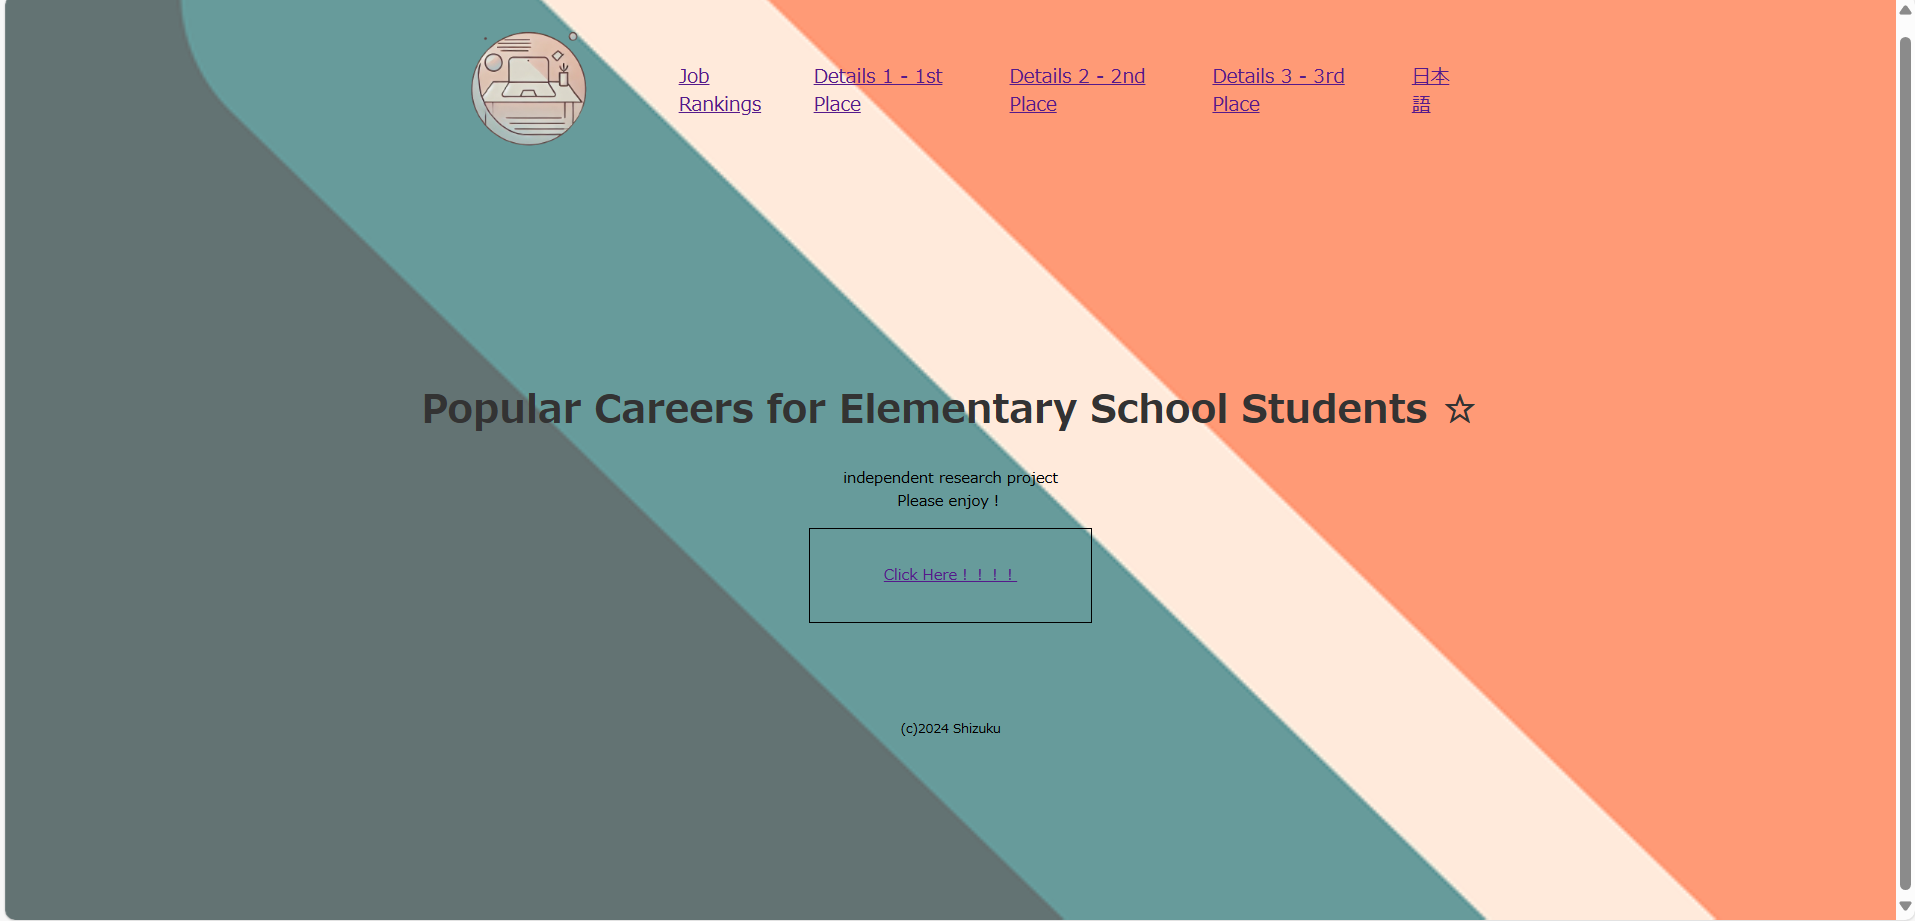 Job
Rankings
Details 1 - 1st
Place
Details 2 - 2nd
Place
Details 3 - 3rd
Place
日本
語
Popular Careers for Elementary School Students ☆
independent research project
Please enjoy！
Click Here！！！！
(c)2024 Shizuku